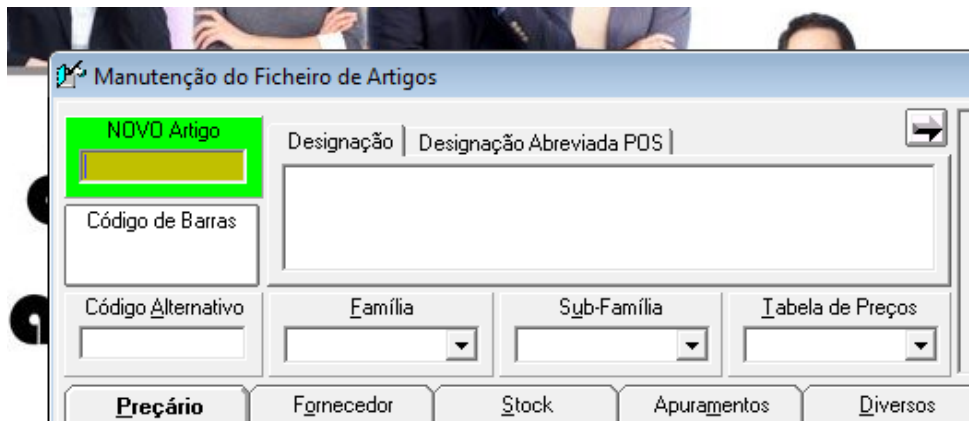 Manutenção do Ficheiro de Artigos
NOVO Artigo
Designação
Designação Abreviada POS
Código de Barras
Código Alternativo
Família
Sub-Família
Tabela de Preços
Preçário
Fornecedor
Stock
Apuramentos
Diversos